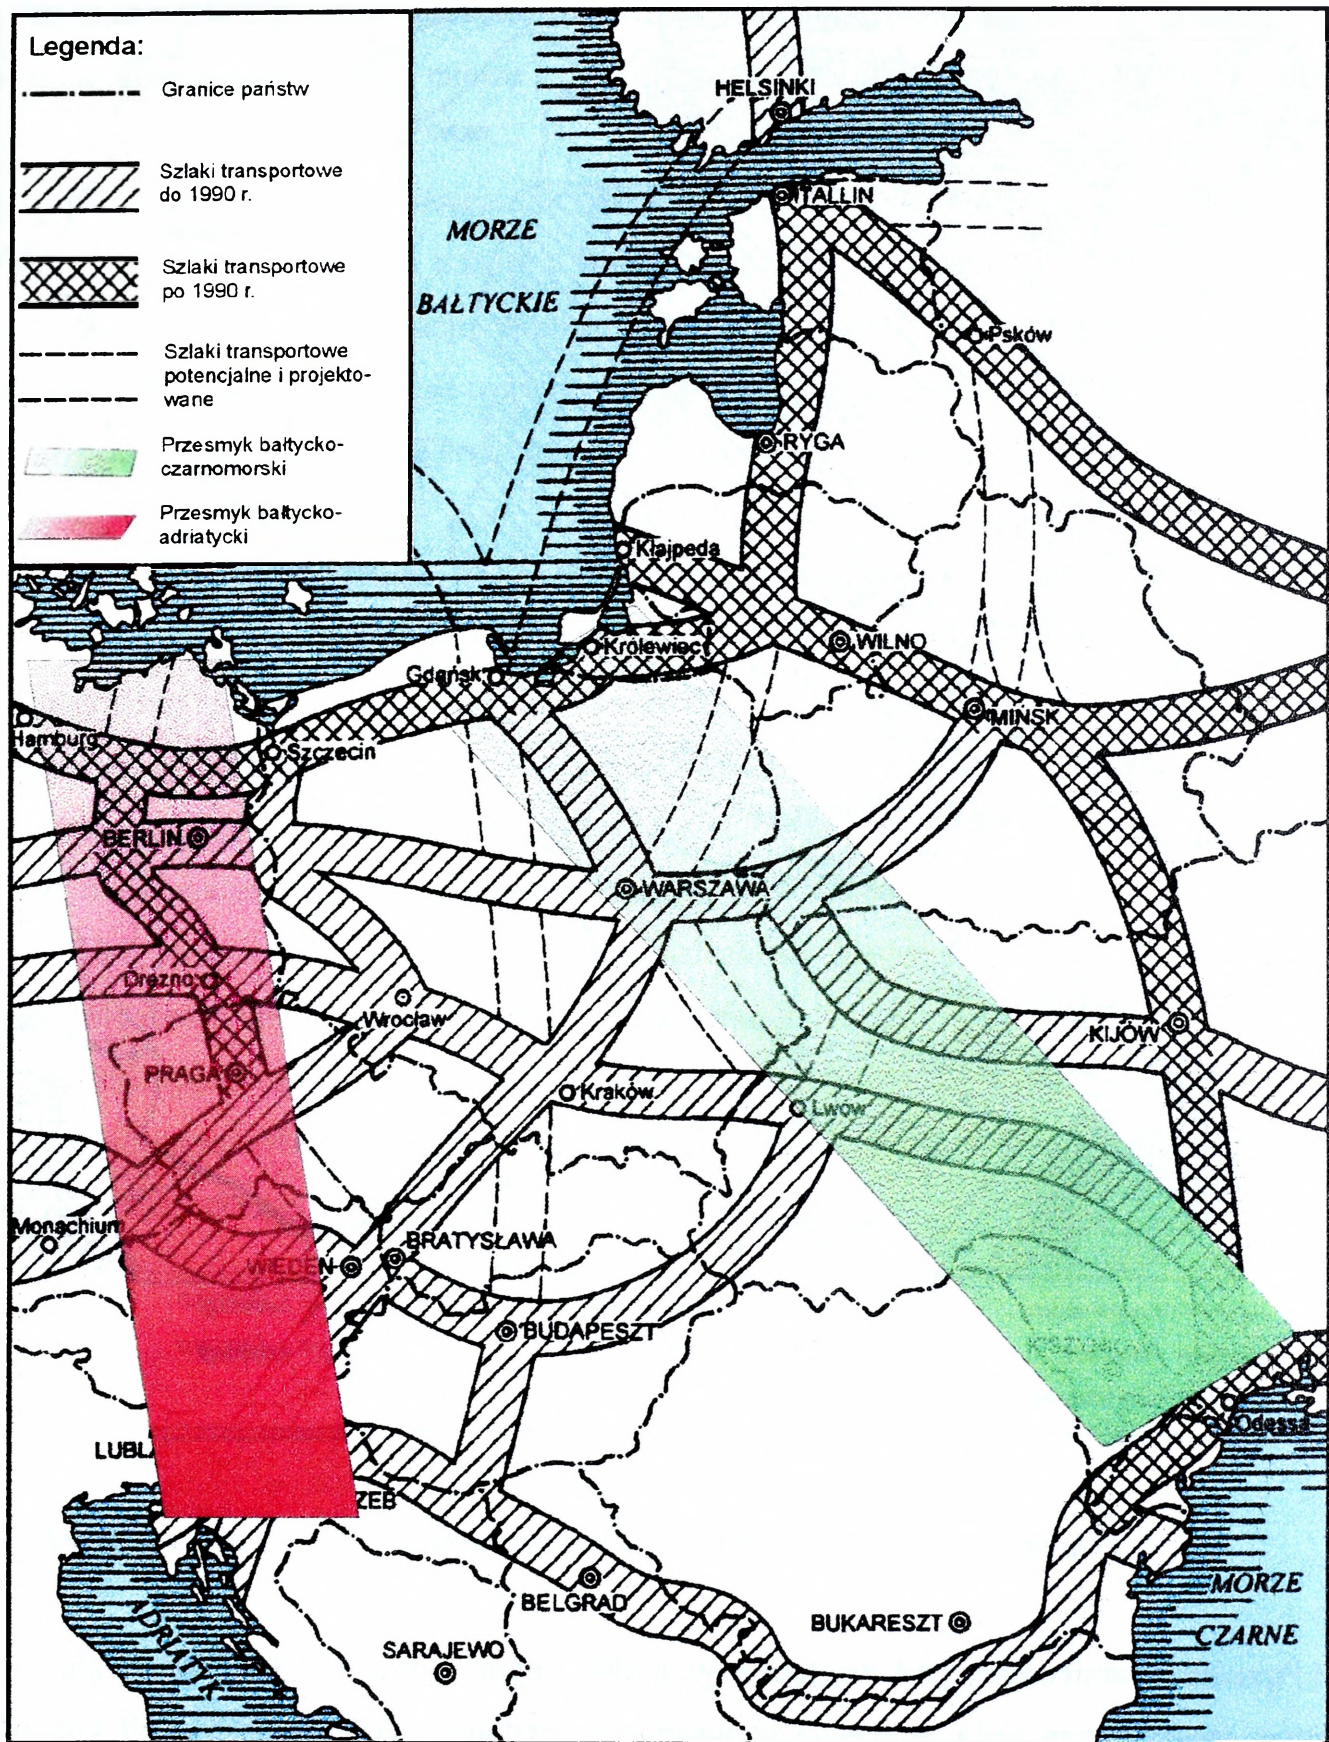 Legenda:
Granice państw
Szlaki transportowe
do 1990 r.
Szlaki transportowe
po 1990 r.
Szlaki transportowe
potencjalne i projekto-
wane
Przesmyk bałtycko-
czarnomorski
Przesmyk bałtycko-
adriatycki
HELSINKI
TALLIN
MORZE
BAŁTYCKIE
Psków
RYGA
Kłajpeda
WILNO
Królewiec
Gdańsk
MIŃSK
Hamburg
Szczecin
BERLIN
WARSZAWA
Drezno
Wrocław
KIJÓW
PRAGA
Kraków
Lwów
Monachium
BRATYSŁAWA
WIEDEŃ
BUDAPESZT
Odessa
LUBL
ZEB
MORZE
CZARNE
BELGRAD
BUKARESZT
SARAJEWO
ADRIATYK